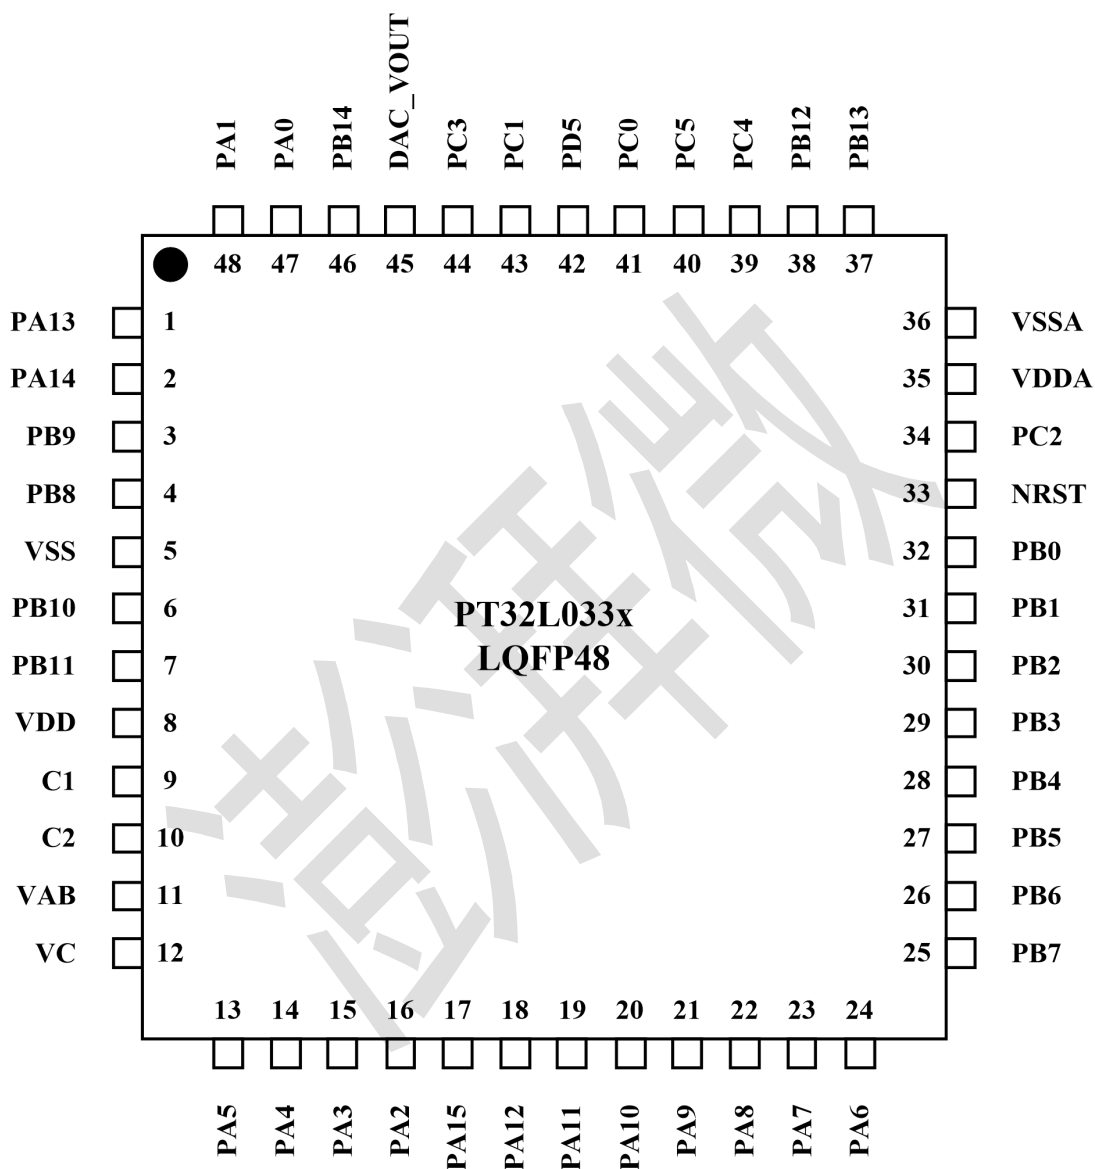 PA1 PA0 PB14 DAC_VOUT PC3 PC1 PD5 PC0 PC5 PC4 PB12 PB13
48 47 46 45 44 43 42 41 40 39 38 37
PA13 1 36 VSSA
PA14 2 35 VDDA
PB9 3 34 PC2
PB8 4 33 NRST
VSS 5 32 PB0
PB10 6 31 PB1
PT32L033x
LQFP48
PB11 7 30 PB2
VDD 8 29 PB3
C1 9 28 PB4
C2 10 27 PB5
VAB 11 26 PB6
VC 12 25 PB7
13 14 15 16 17 18 19 20 21 22 23 24
PA5 PA4 PA3 PA2 PA15 PA12 PA11 PA10 PA9 PA8 PA7 PA6
澎湃微